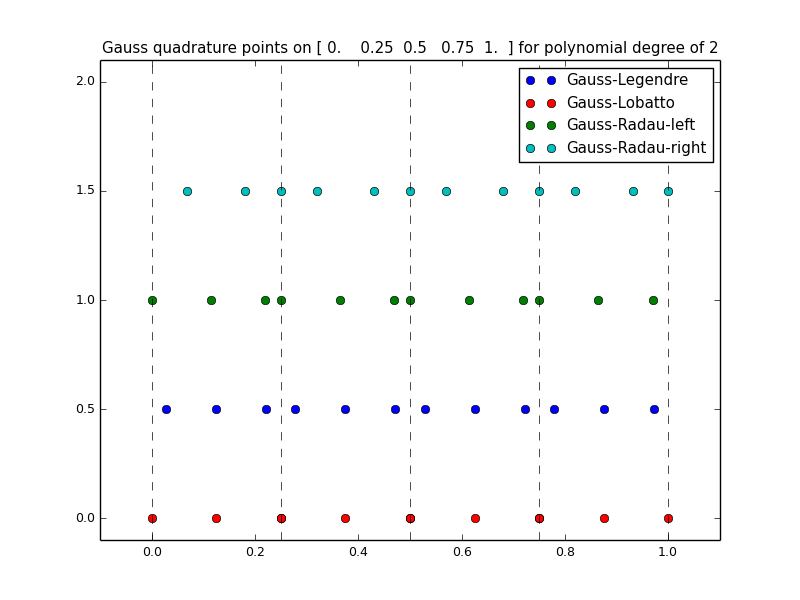 Gauss quadrature points on [ 0.    0.25  0.5   0.75  1.  ] for polynomial degree of 2
Gauss-Legendre
Gauss-Lobatto
Gauss-Radau-left
Gauss-Radau-right
2.0
1.5
1.0
0.5
0.0
0.0 0.2 0.4 0.6 0.8 1.0